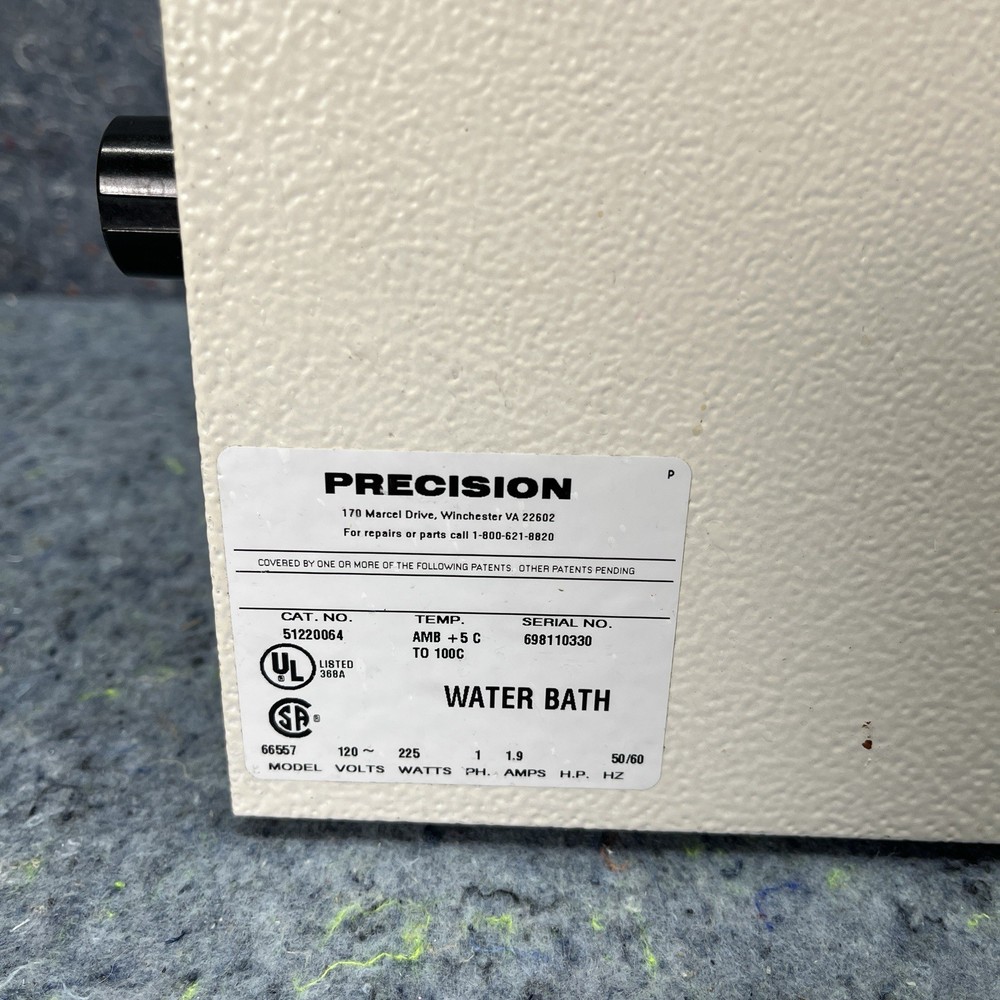 PRECISION
P
170 Marcel Drive, Winchester VA 22602
For repairs or parts call 1-800-621-8820
COVERED BY ONE OR MORE OF THE FOLLOWING PATENTS. OTHER PATENTS PENDING
CAT. NO. TEMP. SERIAL NO.
51220064 AMB +5 C 698110330
TO 100C
UL ® LISTED
368A
WATER BATH
SA ®
66557 120 ~ 225 1 1.9 50/60
MODEL VOLTS WATTS PH. AMPS H.P. HZ